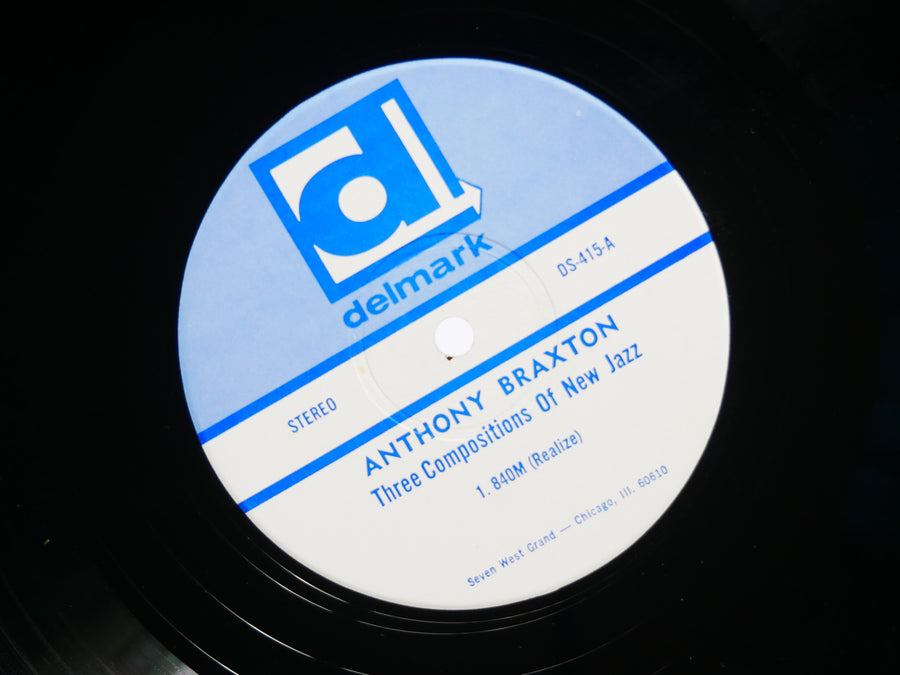 d
delmark
DS-415-A
STEREO
ANTHONY BRAXTON
Three Compositions Of New Jazz
1. 840M (Realize)
Seven West Grand — Chicago, Ill. 60610